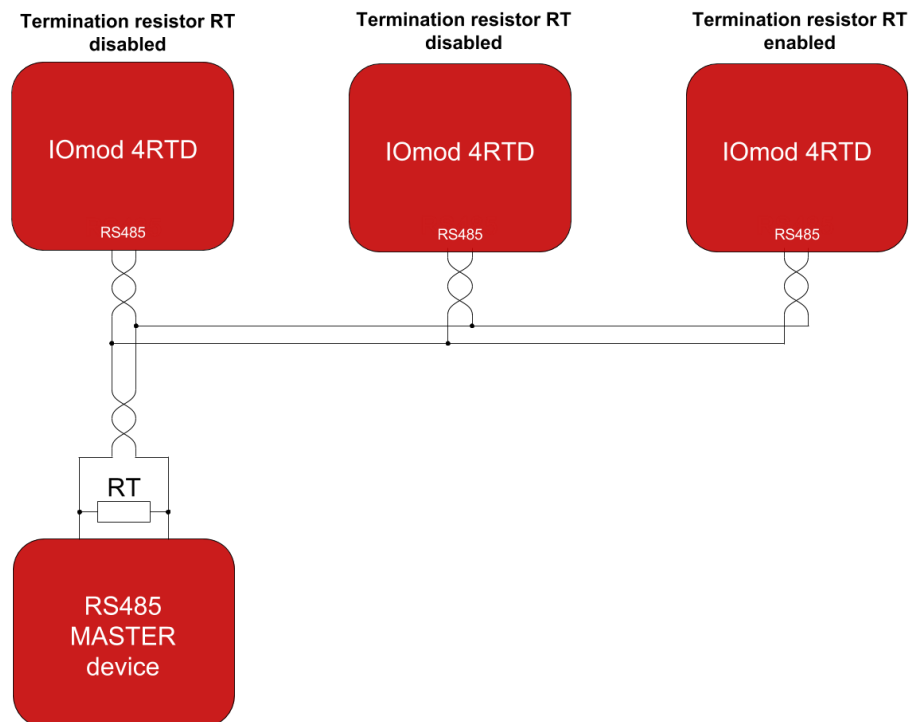 Termination resistor RT
disabled
Termination resistor RT
disabled
Termination resistor RT
enabled
IOmod 4RTD
IOmod 4RTD
IOmod 4RTD
RS485
RS485
RS485
RT
RS485
MASTER
device